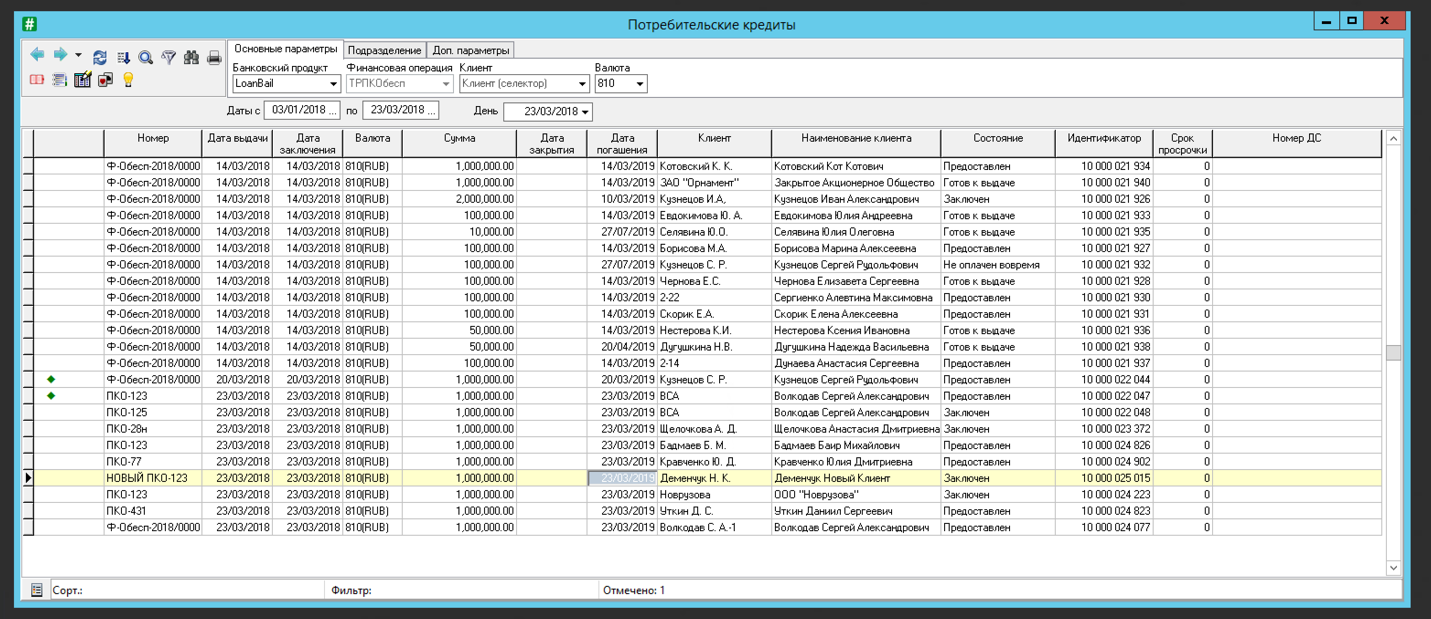 Потребительские кредиты
Основные параметры Подразделение Доп. параметры
Банковский продукт Финансовая операция Клиент Валюта
LoanBail ТРПКОбесп Клиент (селектор) 810
Даты с 03/01/2018 ... по 23/03/2018 ... День 23/03/2018
Номер Дата выдачи Дата заключения Валюта Сумма Дата закрытия Дата погашения Клиент Наименование клиента Состояние Идентификатор Срок просрочки Номер ДС
Ф-Обесп-2018/0000 14/03/2018 14/03/2018 810(RUB) 1,000,000.00 14/03/2019 Котовский К. К. Котовский Кот Котович Предоставлен 10 000 021 934 0
Ф-Обесп-2018/0000 14/03/2018 14/03/2018 810(RUB) 1,000,000.00 14/03/2019 ЗАО "Орнамент" Закрытое Акционерное Общество Готов к выдаче 10 000 021 940 0
Ф-Обесп-2018/0000 14/03/2018 14/03/2018 810(RUB) 2,000,000.00 10/03/2019 Кузнецов И.А, Кузнецов Иван Александрович Заключен 10 000 021 926 0
Ф-Обесп-2018/0000 14/03/2018 14/03/2018 810(RUB) 100,000.00 14/03/2019 Евдокимова Ю. А. Евдокимова Юлия Андреевна Готов к выдаче 10 000 021 933 0
Ф-Обесп-2018/0000 14/03/2018 14/03/2018 810(RUB) 10,000.00 27/07/2019 Селявина Ю.О. Селявина Юлия Олеговна Готов к выдаче 10 000 021 935 0
Ф-Обесп-2018/0000 14/03/2018 14/03/2018 810(RUB) 100,000.00 14/03/2019 Борисова М.А. Борисова Марина Алексеевна Предоставлен 10 000 021 927 0
Ф-Обесп-2018/0000 14/03/2018 14/03/2018 810(RUB) 100,000.00 27/07/2019 Кузнецов С. Р. Кузнецов Сергей Рудольфович Не оплачен вовремя 10 000 021 932 0
Ф-Обесп-2018/0000 14/03/2018 14/03/2018 810(RUB) 100,000.00 14/03/2019 Чернова Е.С. Чернова Елизавета Сергеевна Готов к выдаче 10 000 021 928 0
Ф-Обесп-2018/0000 14/03/2018 14/03/2018 810(RUB) 100,000.00 14/03/2019 2-22 Сергиенко Алевтина Максимовна Предоставлен 10 000 021 930 0
Ф-Обесп-2018/0000 14/03/2018 14/03/2018 810(RUB) 100,000.00 14/03/2019 Скорик Е.А. Скорик Елена Алексеевна Предоставлен 10 000 021 931 0
Ф-Обесп-2018/0000 14/03/2018 14/03/2018 810(RUB) 50,000.00 14/03/2019 Нестерова К.И. Нестерова Ксения Ивановна Готов к выдаче 10 000 021 936 0
Ф-Обесп-2018/0000 14/03/2018 14/03/2018 810(RUB) 50,000.00 20/04/2019 Дугушкина Н.В. Дугушкина Надежда Васильевна Готов к выдаче 10 000 021 938 0
Ф-Обесп-2018/0000 14/03/2018 14/03/2018 810(RUB) 100,000.00 14/03/2019 2-14 Дунаева Анастасия Сергеевна Предоставлен 10 000 021 937 0
Ф-Обесп-2018/0000 20/03/2018 20/03/2018 810(RUB) 1,000,000.00 20/03/2019 Кузнецов С. Р. Кузнецов Сергей Рудольфович Предоставлен 10 000 022 044 0
ПКО-123 23/03/2018 23/03/2018 810(RUB) 1,000,000.00 23/03/2019 ВСА Волкодав Сергей Александрович Предоставлен 10 000 022 047 0
ПКО-125 23/03/2018 23/03/2018 810(RUB) 1,000,000.00 23/03/2019 ВСА Волкодав Сергей Александрович Заключен 10 000 022 048 0
ПКО-28н 23/03/2018 23/03/2018 810(RUB) 1,000,000.00 23/03/2019 Щелочкова А. Д. Щелочкова Анастасия Дмитриевна Заключен 10 000 023 372 0
ПКО-123 23/03/2018 23/03/2018 810(RUB) 1,000,000.00 23/03/2019 Бадмаев Б. М. Бадмаев Баир Михайлович Предоставлен 10 000 024 826 0
ПКО-77 23/03/2018 23/03/2018 810(RUB) 1,000,000.00 23/03/2019 Кравченко Ю. Д. Кравченко Юлия Дмитриевна Предоставлен 10 000 024 902 0
НОВЫЙ ПКО-123 23/03/2018 23/03/2018 810(RUB) 1,000,000.00 23/03/2019 Деменчук Н. К. Деменчук Новый Клиент Заключен 10 000 025 015 0
ПКО-123 23/03/2018 23/03/2018 810(RUB) 1,000,000.00 23/03/2019 Новрузова ООО "Новрузова" Заключен 10 000 024 223 0
ПКО-431 23/03/2018 23/03/2018 810(RUB) 1,000,000.00 23/03/2019 Уткин Д. С. Уткин Даниил Сергеевич Предоставлен 10 000 024 823 0
Ф-Обесп-2018/0000 23/03/2018 23/03/2018 810(RUB) 1,000,000.00 23/03/2019 Волкодав С. А.-1 Волкодав Сергей Александрович Предоставлен 10 000 024 077 0
Сорт.: Фильтр: Отмечено: 1